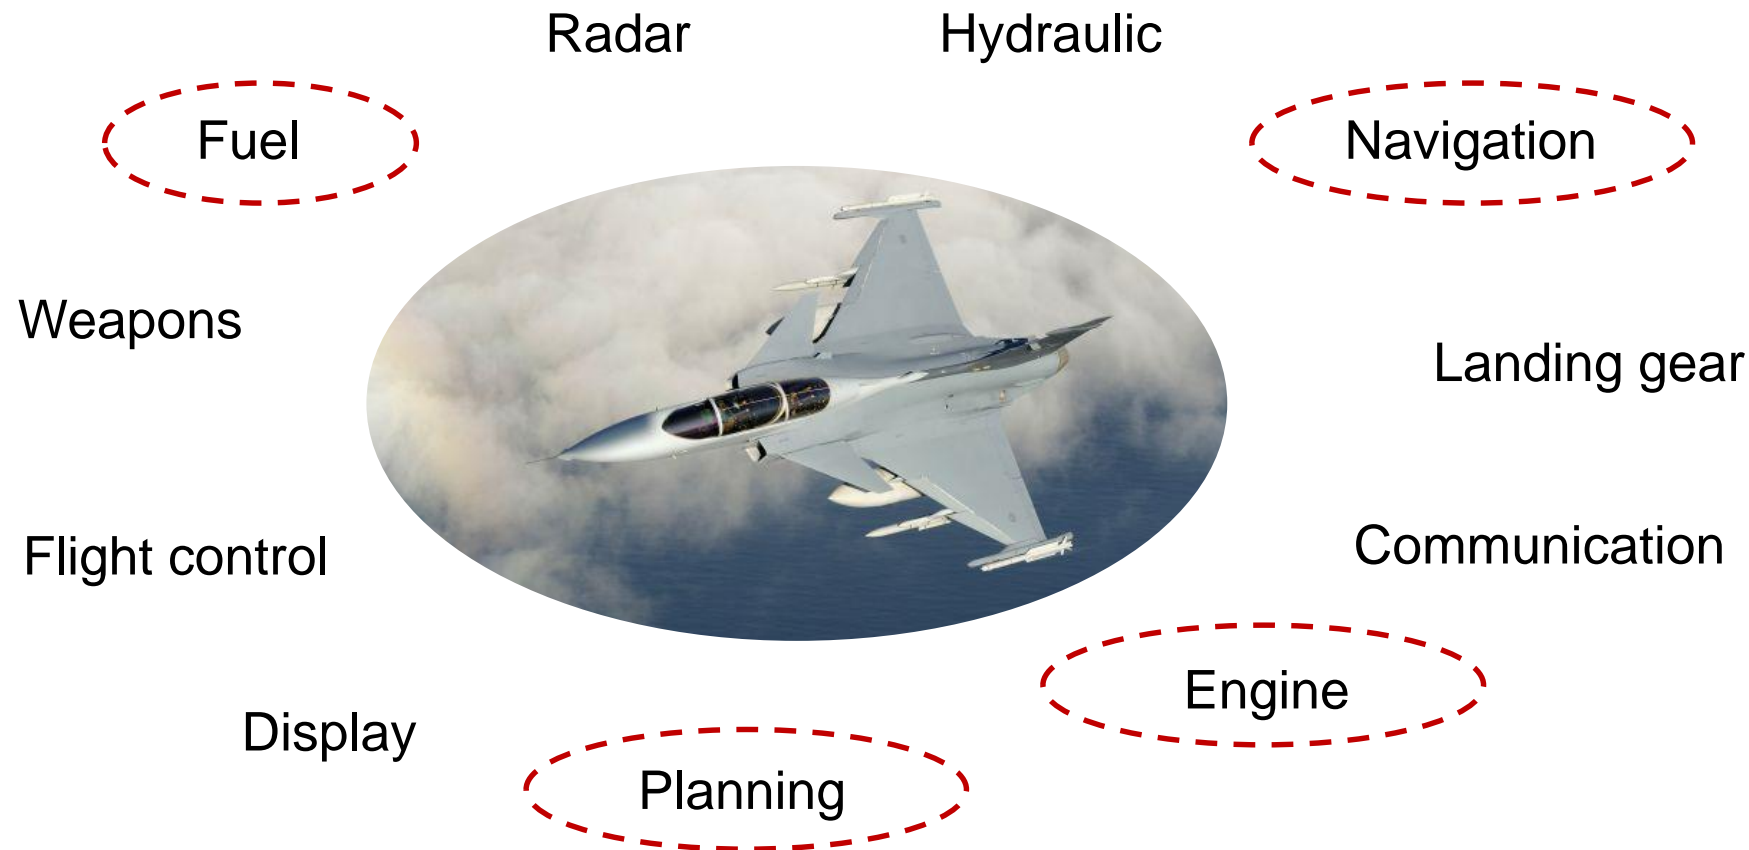 Radar
Hydraulic
Fuel
Navigation
Weapons
Landing gear
Flight control
Communication
Engine
Display
Planning